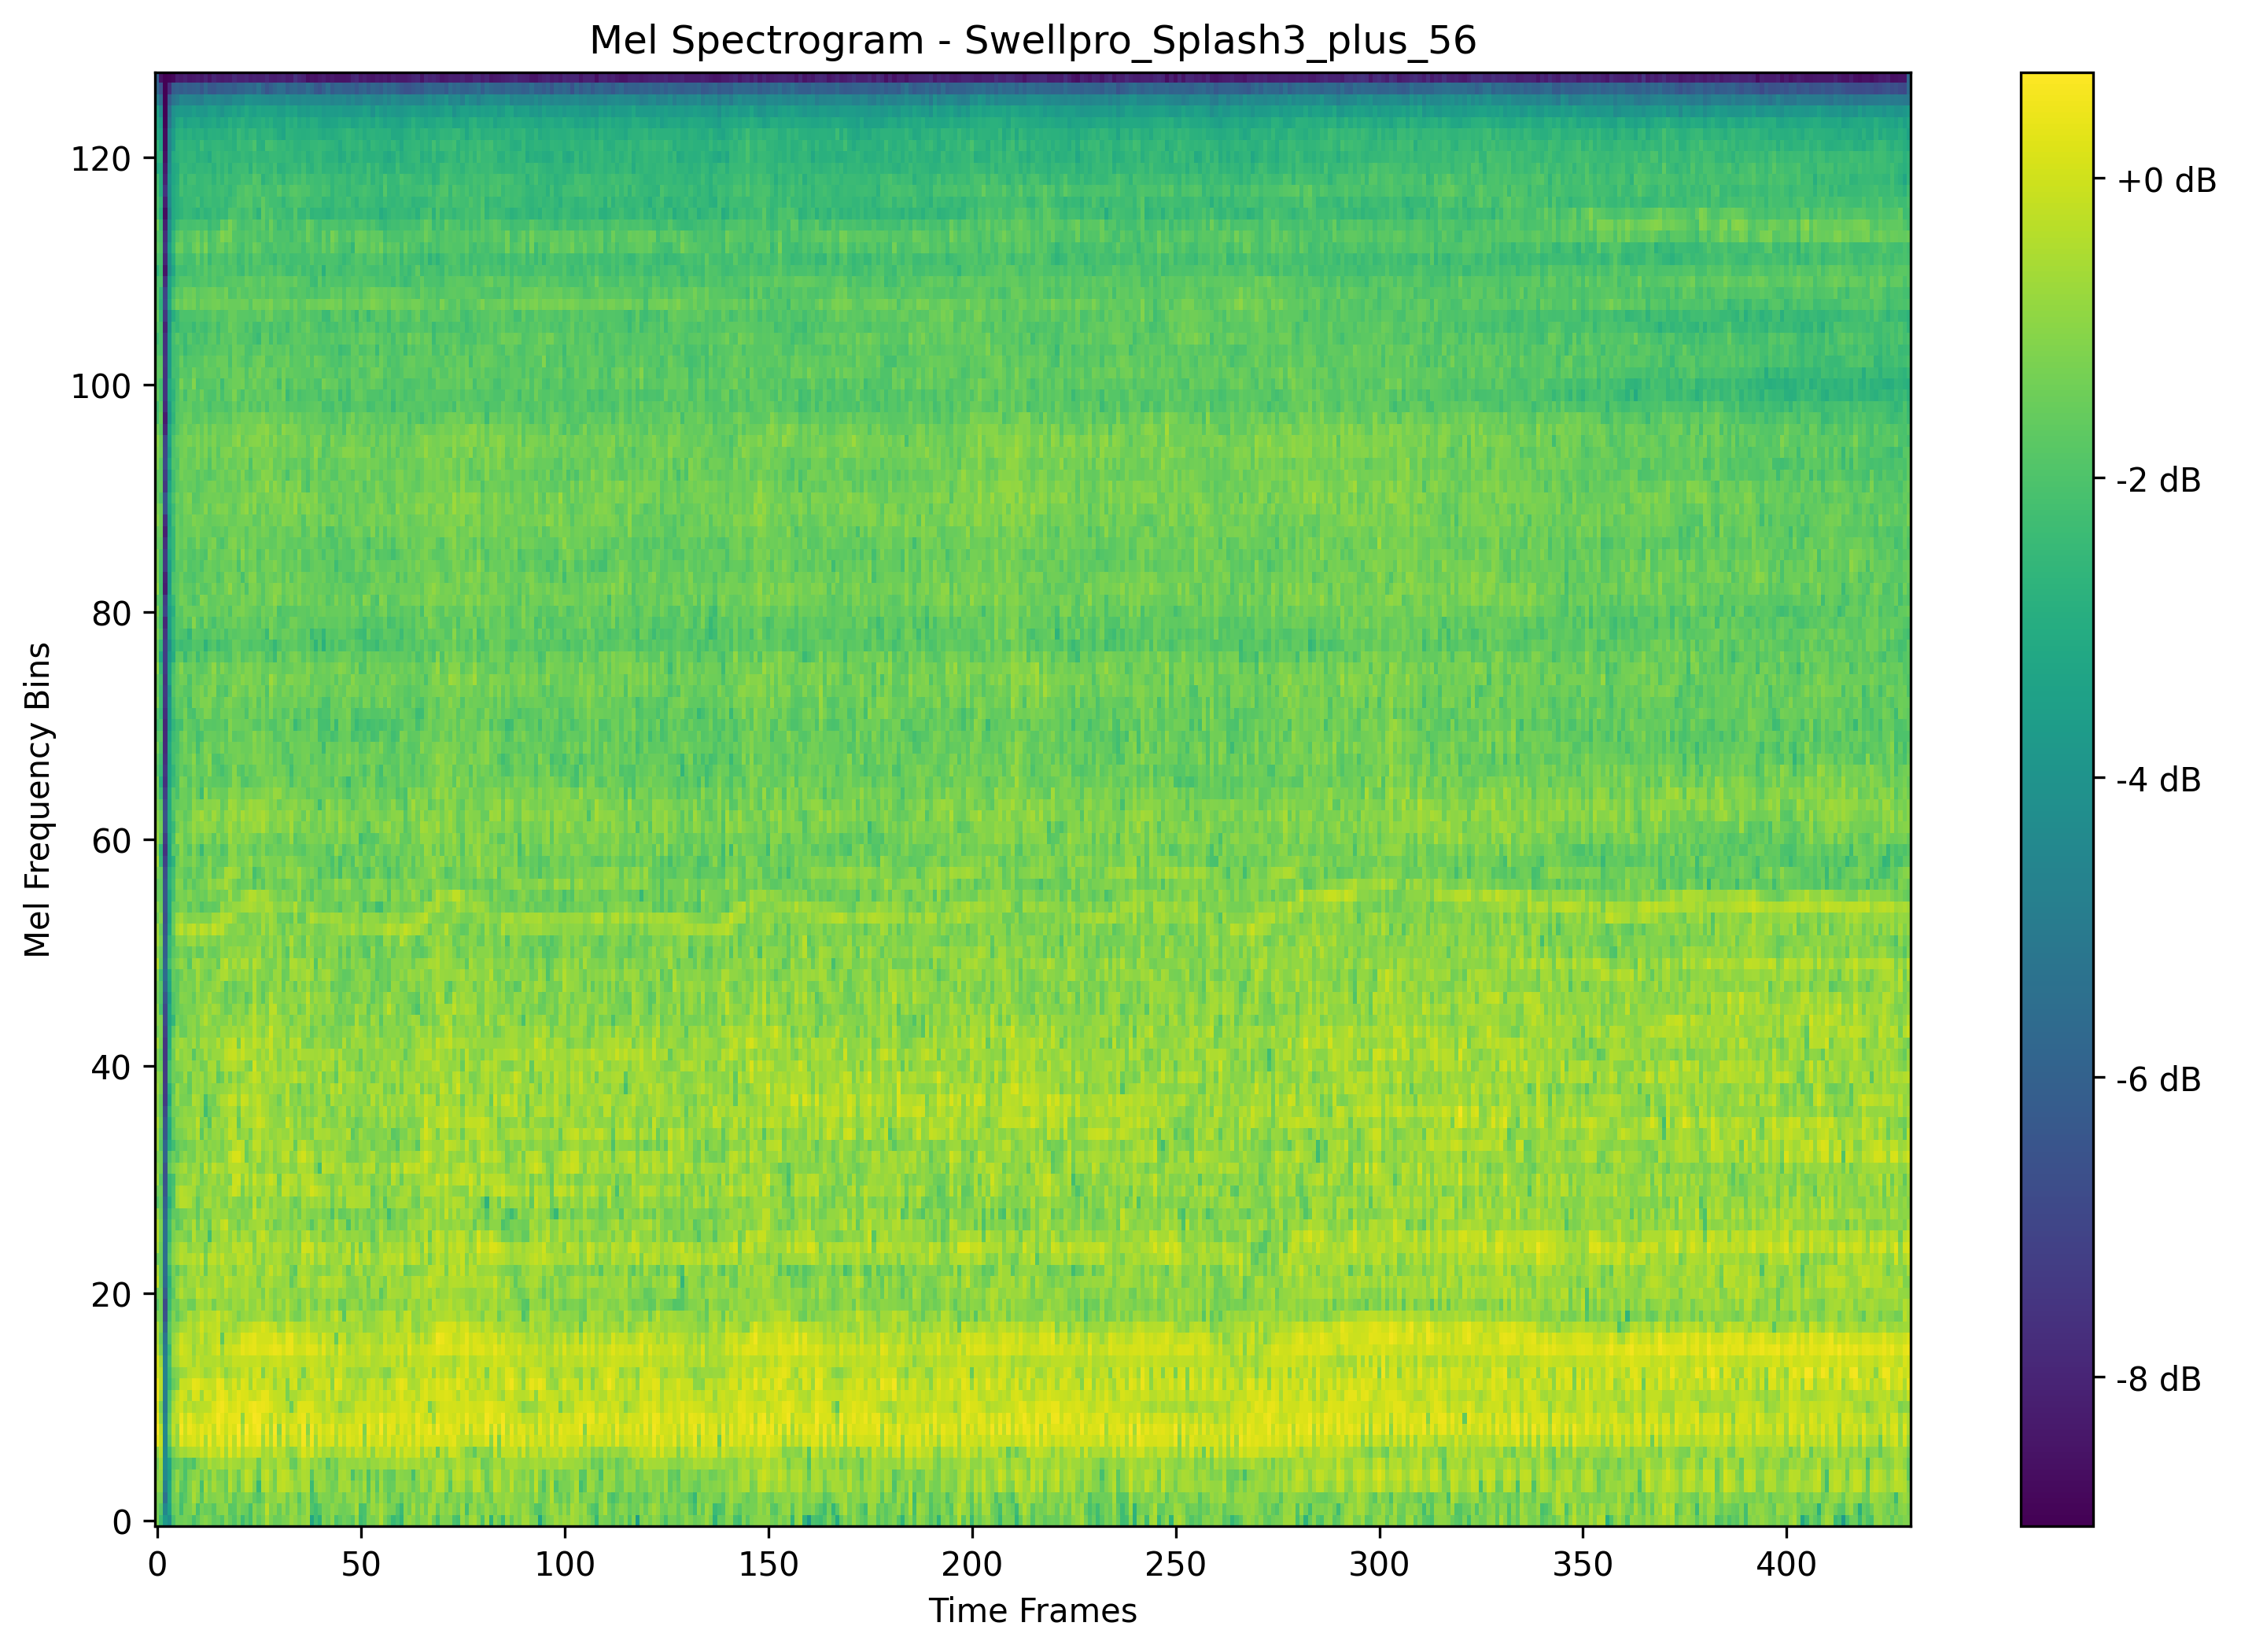 Mel Spectrogram - Swellpro_Splash3_plus_56
Mel Frequency Bins
120
100
80
60
40
20
0
0 50 100 150 200 250 300 350 400
Time Frames
+0 dB
-2 dB
-4 dB
-6 dB
-8 dB